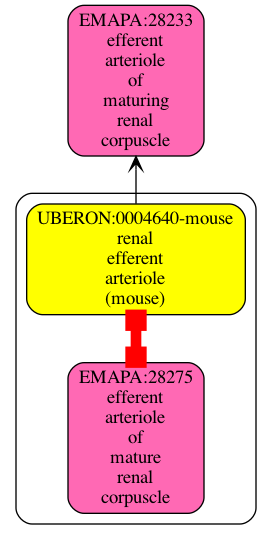 EMAPA:28233
efferent
arteriole
of
maturing
renal
corpuscle
UBERON:0004640-mouse
renal
efferent
arteriole
(mouse)
EMAPA:28275
efferent
arteriole
of
mature
renal
corpuscle